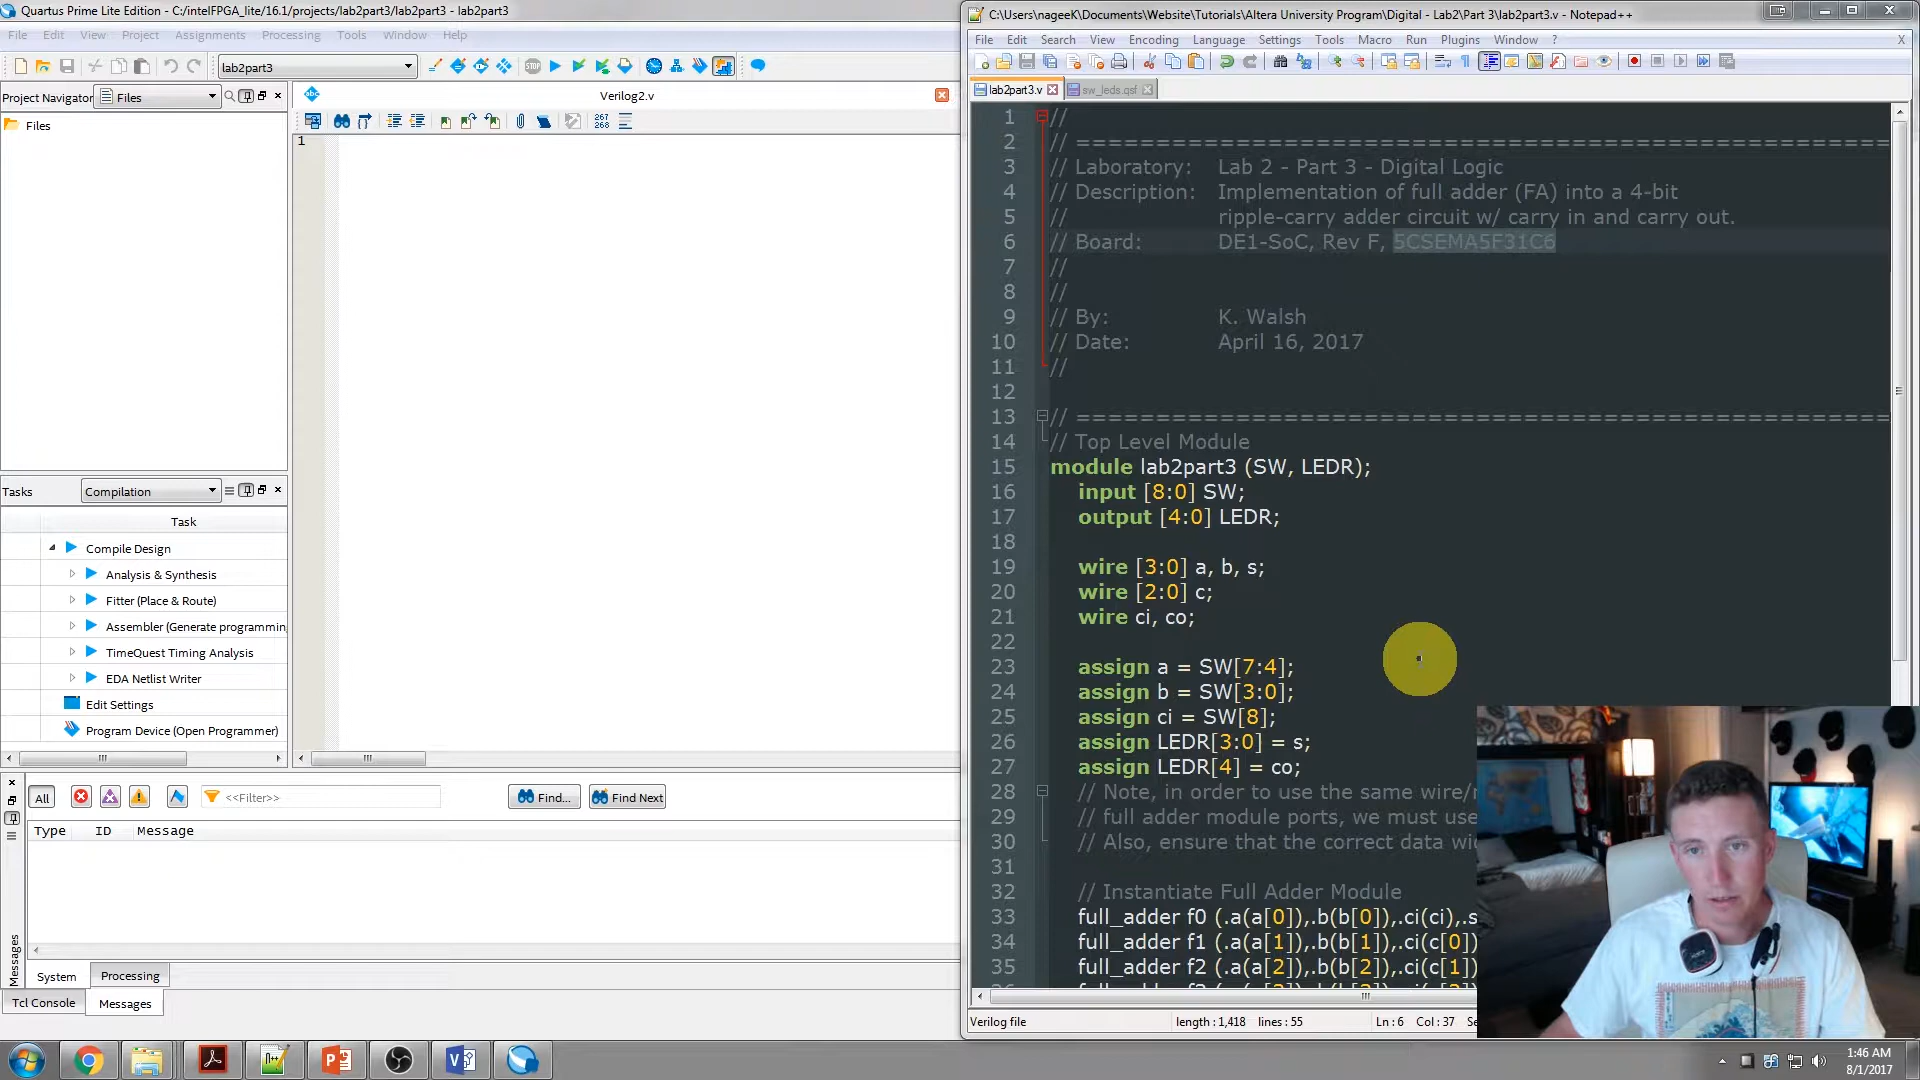 Quartus Prime Lite Edition - C:/intelFPGA_lite/16.1/projects/lab2part3/lab2part3 - lab2part3
File Edit View Project Assignments Processing Tools Window Help
lab2part3
Project Navigator Files
Files
Verilog2.v
267
268
1
Tasks Compilation
Task
Compile Design
Analysis & Synthesis
Fitter (Place & Route)
Assembler (Generate programmin
TimeQuest Timing Analysis
EDA Netlist Writer
Edit Settings
Program Device (Open Programmer)
All <<Filter>> Find... Find Next
Type ID Message
System Processing
Messages
Tcl Console Messages
C:\Users\nageeK\Documents\Website\Tutorials\Altera University Program\Digital - Lab2\Part 3\lab2part3.v - Notepad++
File Edit Search View Encoding Language Settings Tools Macro Run Plugins Window ? X
lab2part3.v sw_leds.qsf
1 //
2 // ===================================================
3 // Laboratory: Lab 2 - Part 3 - Digital Logic
4 // Description: Implementation of full adder (FA) into a 4-bit
5 // ripple-carry adder circuit w/ carry in and carry out.
6 // Board: DE1-SoC, Rev F, 5CSEMA5F31C6
7 //
8 //
9 // By: K. Walsh
10 // Date: April 16, 2017
11 //
12
13 // ===================================================
14 // Top Level Module
15 module lab2part3 (SW, LEDR);
16 input [8:0] SW;
17 output [4:0] LEDR;
18
19 wire [3:0] a, b, s;
20 wire [2:0] c;
21 wire ci, co;
22
23 assign a = SW[7:4];
24 assign b = SW[3:0];
25 assign ci = SW[8];
26 assign LEDR[3:0] = s;
27 assign LEDR[4] = co;
28 // Note, in order to use the same wire/
29 // full adder module ports, we must use
30 // Also, ensure that the correct data
31
32 // Instantiate Full Adder Module
33 full_adder f0 (.a(a[0]),.b(b[0]),.ci(ci),.s
34 full_adder f1 (.a(a[1]),.b(b[1]),.ci(c[0])
35 full_adder f2 (.a(a[2]),.b(b[2]),.ci(c[1])
Verilog file length : 1,418 lines : 55 Ln : 6 Col : 37
1:46 AM
8/1/2017